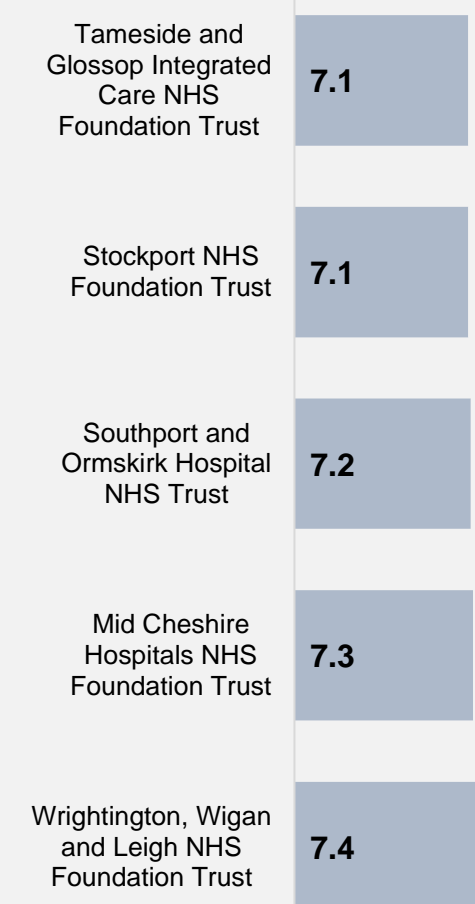 Tameside and
Glossop Integrated
Care NHS
Foundation Trust
7.1
Stockport NHS
Foundation Trust
7.1
Southport and
Ormskirk Hospital
NHS Trust
7.2
Mid Cheshire
Hospitals NHS
Foundation Trust
7.3
Wrightington, Wigan
and Leigh NHS
Foundation Trust
7.4